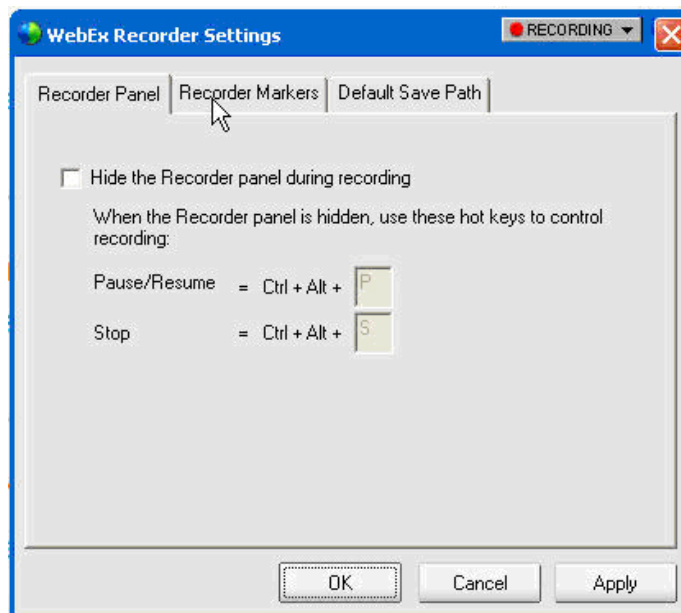 WebEx Recorder Settings
RECORDING
Recorder Panel Recorder Markers Default Save Path
Hide the Recorder panel during recording
When the Recorder panel is hidden, use these hot keys to control
recording:
Pause/Resume = Ctrl + Alt + P
Stop = Ctrl + Alt + S
OK Cancel Apply